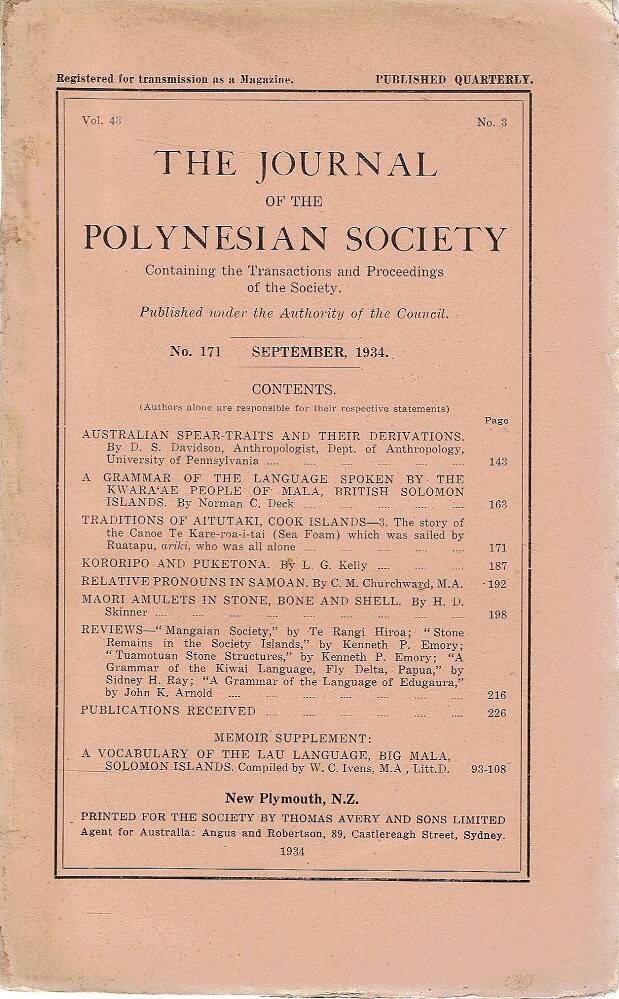 Registered for transmission as a Magazine. PUBLISHED QUARTERLY.
Vol. 43 No. 3
THE JOURNAL
OF THE
POLYNESIAN SOCIETY
Containing the Transactions and Proceedings
of the Society.
Published under the Authority of the Council.
No. 171 SEPTEMBER, 1934.
CONTENTS.
(Authors alone are responsible for their respective statements)
Page
AUSTRALIAN SPEAR-TRAITS AND THEIR DERIVATIONS.
By D. S. Davidson, Anthropologist, Dept. of Anthropology,
University of Pennsylvania .... .... .... .... .... 143
A GRAMMAR OF THE LANGUAGE SPOKEN BY THE
KWARA'AE PEOPLE OF MALA, BRITISH SOLOMON
ISLANDS. By Norman C. Deck .... .... .... .... .... 163
TRADITIONS OF AITUTAKI, COOK ISLANDS—3. The story of
the Canoe Te Kare-roa-i-tai (Sea Foam) which was sailed by
Ruatapu, ariki, who was all alone .... .... .... .... 171
KORORIPO AND PUKETONA. By L. G. Kelly .... .... .... 187
RELATIVE PRONOUNS IN SAMOAN. By C. M. Churchward, M.A. 192
MAORI AMULETS IN STONE, BONE AND SHELL. By H. D.
Skinner .... .... .... .... .... .... .... 198
REVIEWS—"Mangaian Society," by Te Rangi Hiroa; "Stone
Remains in the Society Islands," by Kenneth P. Emory;
"Tuamotuan Stone Structures," by Kenneth P. Emory; "A
Grammar of the Kiwai Language, Fly Delta, Papua," by
Sidney H. Ray; "A Grammar of the Language of Edugaura,"
by John K. Arnold .... .... .... .... .... .... 216
PUBLICATIONS RECEIVED .... .... .... .... .... 226
MEMOIR SUPPLEMENT:
A VOCABULARY OF THE LAU LANGUAGE, BIG MALA,
SOLOMON ISLANDS. Compiled by W. C. Ivens, M.A., Litt.D. 93-108
New Plymouth, N.Z.
PRINTED FOR THE SOCIETY BY THOMAS AVERY AND SONS LIMITED
Agent for Australia: Angus and Robertson, 89, Castlereagh Street, Sydney.
1934